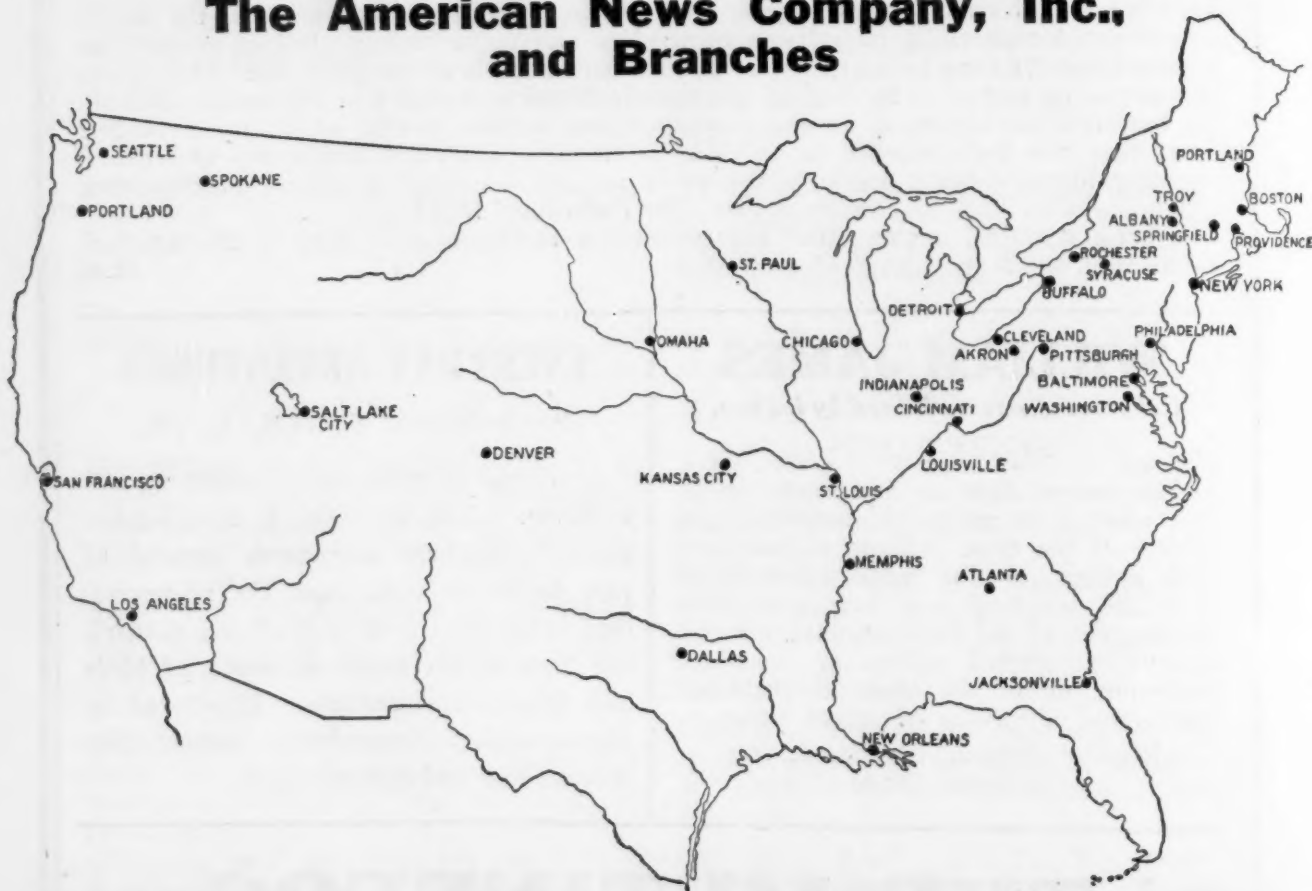 The American News Company, Inc.,
and Branches
SEATTLE
SPOKANE
PORTLAND
PORTLAND
TROY
BOSTON
ALBANY
SPRINGFIELD
PROVIDENCE
ROCHESTER
SYRACUSE
ST. PAUL
BUFFALO
NEW YORK
DETROIT
OMAHA
CHICAGO
CLEVELAND
PHILADELPHIA
AKRON
PITTSBURGH
INDIANAPOLIS
BALTIMORE
CINCINNATI
WASHINGTON
SALT LAKE
CITY
DENVER
KANSAS CITY
LOUISVILLE
SAN FRANCISCO
ST. LOUIS
MEMPHIS
ATLANTA
LOS ANGELES
DALLAS
JACKSONVILLE
NEW ORLEANS